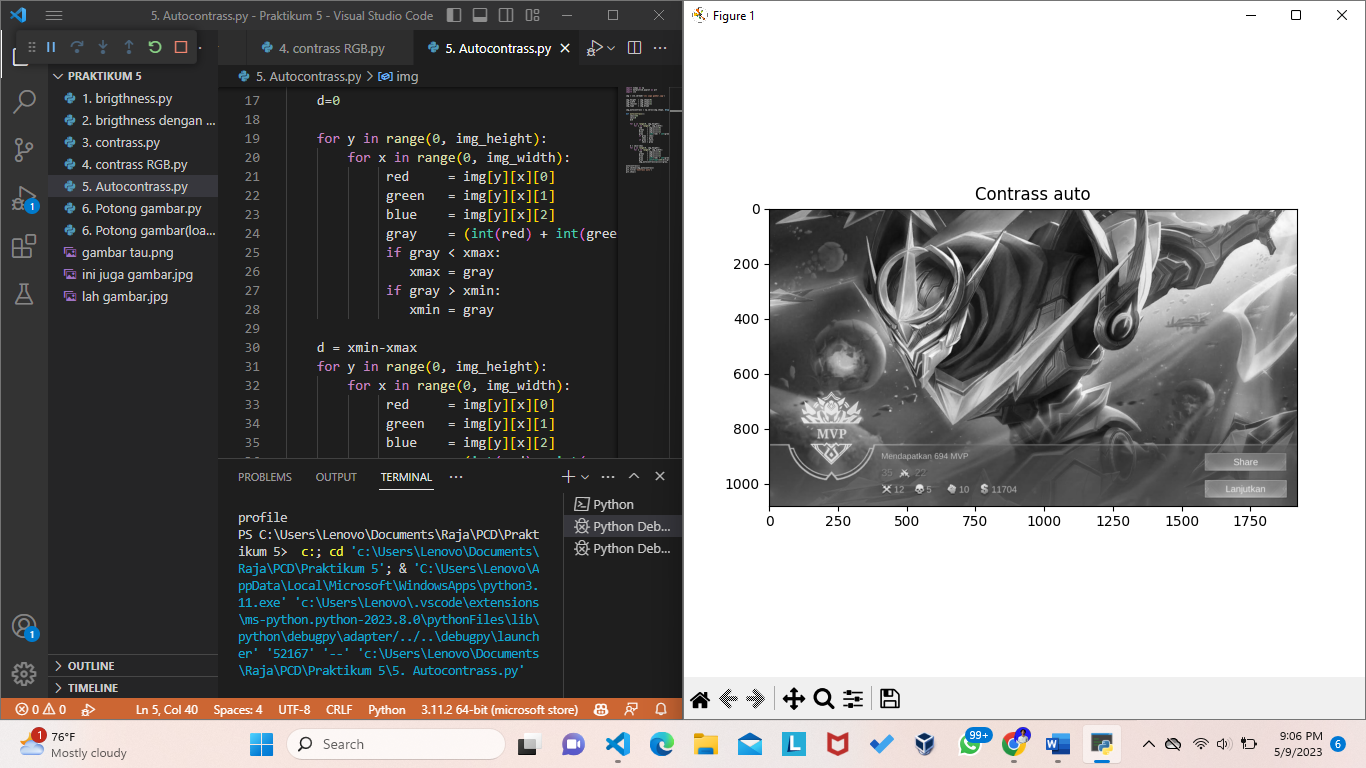 5. Autocontrass.py - Praktikum 5 - Visual Studio Code
4. contrass RGB.py
5. Autocontrass.py
5. Autocontrass.py > img
PRAKTIKUM 5
1. brigthness.py
2. brigthness dengan ...
3. contrass.py
4. contrass RGB.py
5. Autocontrass.py
6. Potong gambar.py
6. Potong gambar(loa...
gambar tau.png
ini juga gambar.jpg
lah gambar.jpg
OUTLINE
TIMELINE
1
1
17 d=0
18
19 for y in range(0, img_height):
20 for x in range(0, img_width):
21 red = img[y][x][0]
22 green = img[y][x][1]
23 blue = img[y][x][2]
24 gray = (int(red) + int(gree
25 if gray < xmax:
26 xmax = gray
27 if gray > xmin:
28 xmin = gray
29
30 d = xmin-xmax
31 for y in range(0, img_height):
32 for x in range(0, img_width):
33 red = img[y][x][0]
34 green = img[y][x][1]
35 blue = img[y][x][2]
PROBLEMS OUTPUT TERMINAL
profile
PS C:\Users\Lenovo\Documents\Raja\PCD\Prakt
ikum 5> c:; cd 'c:\Users\Lenovo\Documents\
Raja\PCD\Praktikum 5'; & 'C:\Users\Lenovo\A
ppData\Local\Microsoft\WindowsApps\python3.
11.exe' 'c:\Users\Lenovo\.vscode\extensions
\ms-python.python-2023.8.0\pythonFiles\lib\
python\debugpy\adapter/../..\debugpy\launch
er' '52167' '--' 'c:\Users\Lenovo\Documents
\Raja\PCD\Praktikum 5\5. Autocontrass.py'
Python
Python Deb...
Python Deb...
0 0 Ln 5, Col 40 Spaces: 4 UTF-8 CRLF Python 3.11.2 64-bit (microsoft store)
Figure 1
Contrass auto
0
200
400
600
800
1000
0 250 500 750 1000 1250 1500 1750
MVP
Mendapatkan 694 MVP
35 22
12 5 10 11704
Share
Lanjutkan
1
76°F
Mostly cloudy
Search
L
99+
9:06 PM
5/9/2023
6